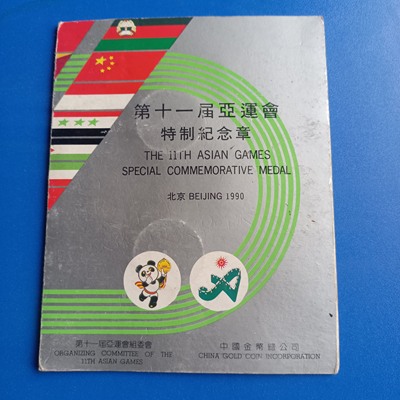 第十一届亞運會
特制紀念章
THE 11TH ASIAN GAMES
SPECIAL COMMEMORATIVE MEDAL
北京 BEIJING 1990
第十一届亞運會組委會
ORGANIZING COMMITTEE OF THE
11TH ASIAN GAMES
中國金幣總公司
CHINA GOLD COIN INCORPORATION